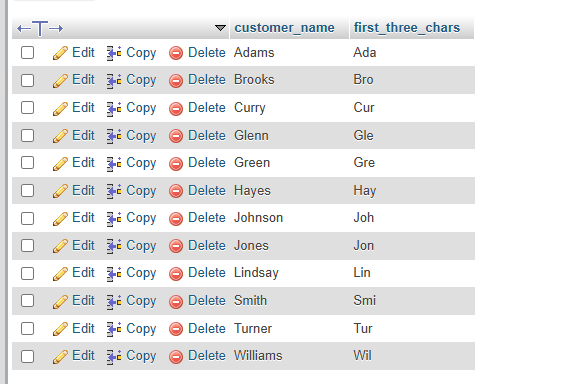 customer_name first_three_chars
Edit Copy Delete Adams Ada
Edit Copy Delete Brooks Bro
Edit Copy Delete Curry Cur
Edit Copy Delete Glenn Gle
Edit Copy Delete Green Gre
Edit Copy Delete Hayes Hay
Edit Copy Delete Johnson Joh
Edit Copy Delete Jones Jon
Edit Copy Delete Lindsay Lin
Edit Copy Delete Smith Smi
Edit Copy Delete Turner Tur
Edit Copy Delete Williams Wil